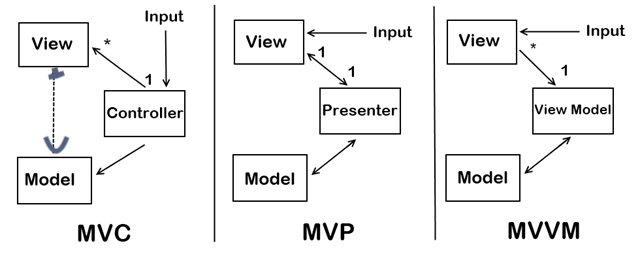 Input
View
*
1
Controller
Model
MVC
Input
View
1
1
Presenter
Model
MVP
Input
View
*
1
View Model
Model
MVVM